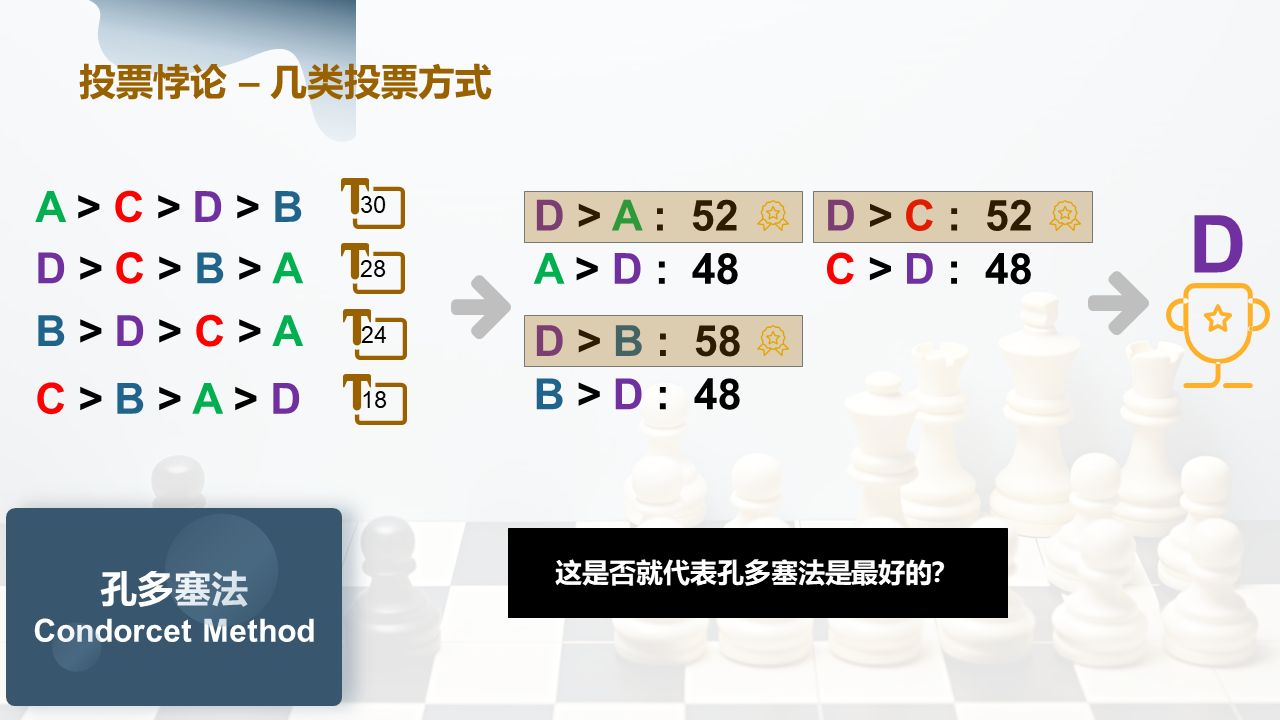 投票悖论 – 几类投票方式
A > C > D > B 30
D > C > B > A 28
B > D > C > A 24
C > B > A > D 18
D > A : 52
A > D : 48
D > C : 52
C > D : 48
D > B : 58
B > D : 48
D
孔多塞法
Condorcet Method
这是否就代表孔多塞法是最好的?